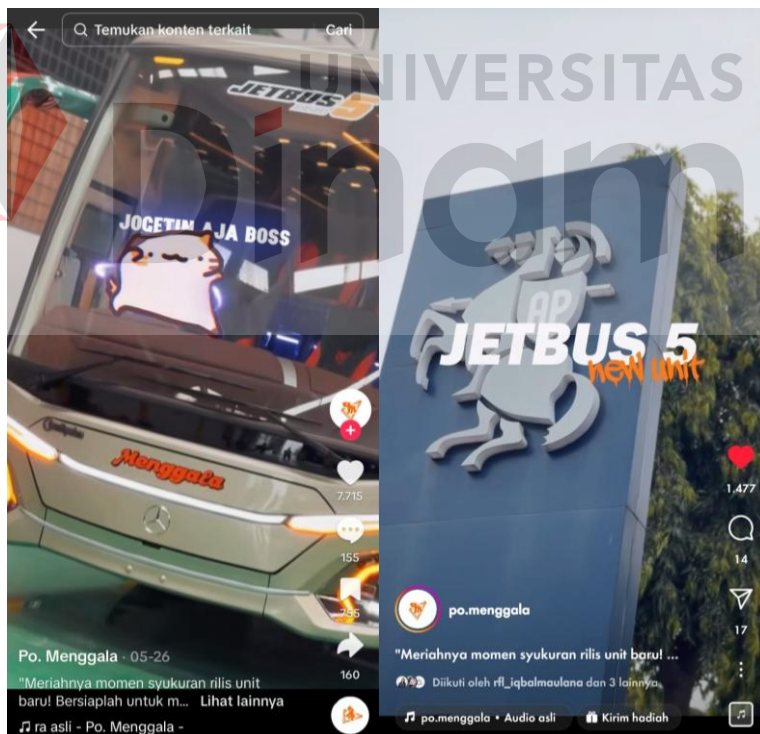 Temukan konten terkait
Cari
UNIVERSITAS
Dinam
JETBUS 5
JOGETIN AJA BOSS
Menggala
7.715
155
755
160
Po. Menggala · 05-26
"Meriahnya momen syukuran rilis unit
baru! Bersiaplah untuk m... Lihat lainnya
ra asli - Po. Menggala -
AP
JETBUS 5
new unit
1.477
14
17
po.menggala
"Meriahnya momen syukuran rilis unit baru! ...
Diikuti oleh rfl_iqbalmaulana dan 3 lainnya
po.menggala • Audio asli
Kirim hadiah